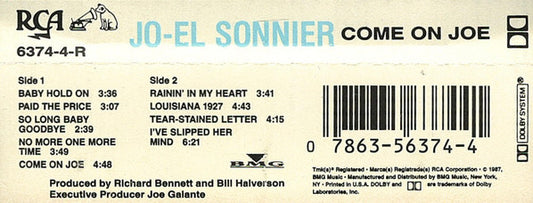 RCA
6374-4-R
JO-EL SONNIER COME ON JOE
Side 1
BABY HOLD ON 3:36
PAID THE PRICE 3:07
SO LONG BABY
GOODBYE 2:39
NO MORE ONE MORE
TIME 3:49
COME ON JOE 4:48
Side 2
RAININ' IN MY HEART 3:41
LOUISIANA 1927 4:43
TEAR-STAINED LETTER 4:15
I'VE SLIPPED HER
MIND 6:21
BMG
Produced by Richard Bennett and Bill Halverson
Executive Producer Joe Galante
0 7863-56374-4
DOLBY SYSTEM®
Tmk(s)® Registered • Marca(s) Registrada(s) RCA Corporation • © 1987,
BMG Music • Manufactured and Distributed by BMG Music, New York,
NY • Printed in U.S.A. DOLBY and are trademarks of Dolby
Laboratories, Inc.